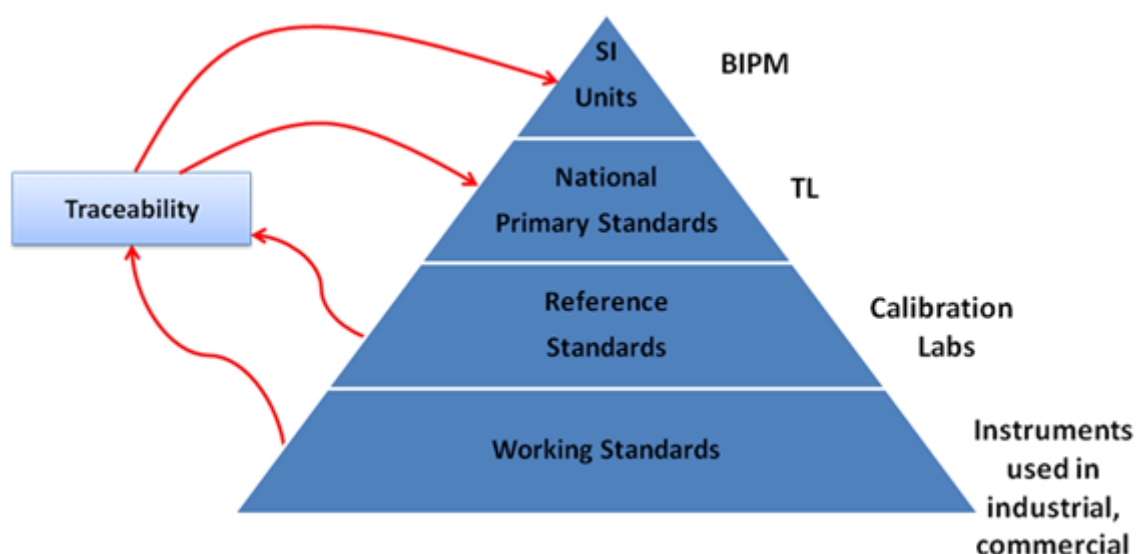 SI
Units
BIPM
National
Primary Standards
TL
Traceability
Reference
Standards
Calibration
Labs
Working Standards
Instruments
used in
industrial,
commercial